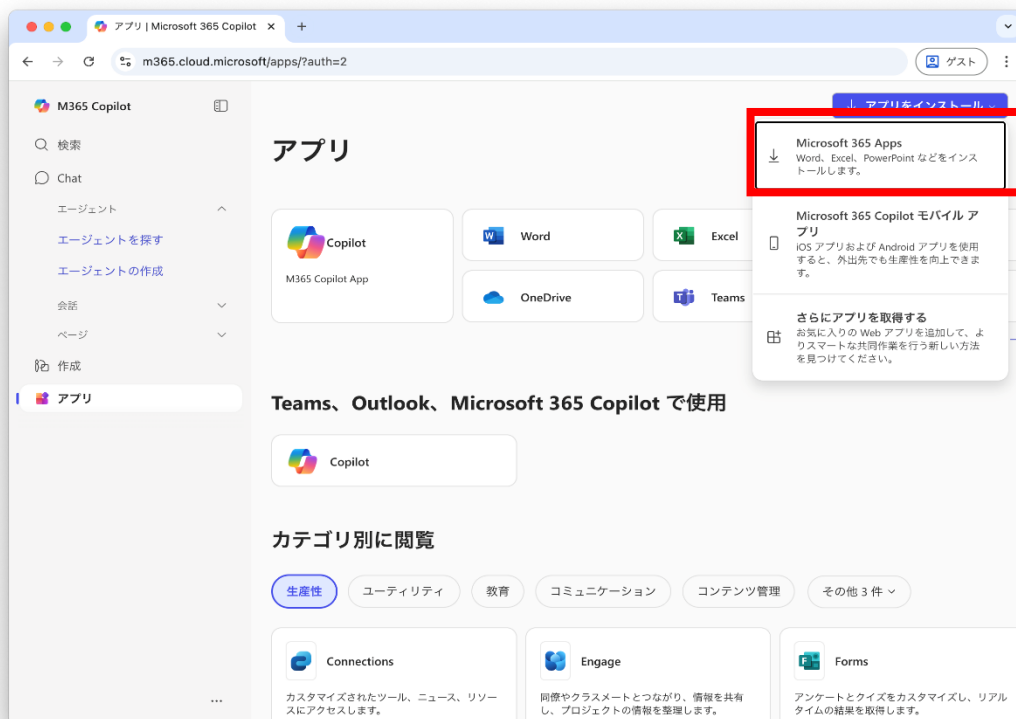 アプリ | Microsoft 365 Copilot
m365.cloud.microsoft/apps/?auth=2
ゲスト
M365 Copilot
検索
Chat
エージェント
エージェントを探す
エージェントの作成
会話
ページ
作成
アプリ
アプリをインストール
アプリ
Microsoft 365 Apps
Word、Excel、PowerPoint などをインス
トールします。
Microsoft 365 Copilot モバイル ア
プリ
iOS アプリおよび Android アプリを使用
すると、外出先でも生産性を向上できま
す。
さらにアプリを取得する
お気に入りの Web アプリを追加して、よ
りスマートな共同作業を行う新しい方法
を見つけてください。
Copilot
M365 Copilot App
Word
Excel
OneDrive
Teams
Teams、Outlook、Microsoft 365 Copilot で使用
Copilot
カテゴリ別に閲覧
生産性
ユーティリティ
教育
コミュニケーション
コンテンツ管理
その他 3 件
Connections
カスタマイズされたツール、ニュース、リソー
スにアクセスします。
Engage
同僚やクラスメートとつながり、情報を共有
し、プロジェクトの情報を整理します。
Forms
アンケートとクイズをカスタマイズし、リアル
タイムの結果を取得します。